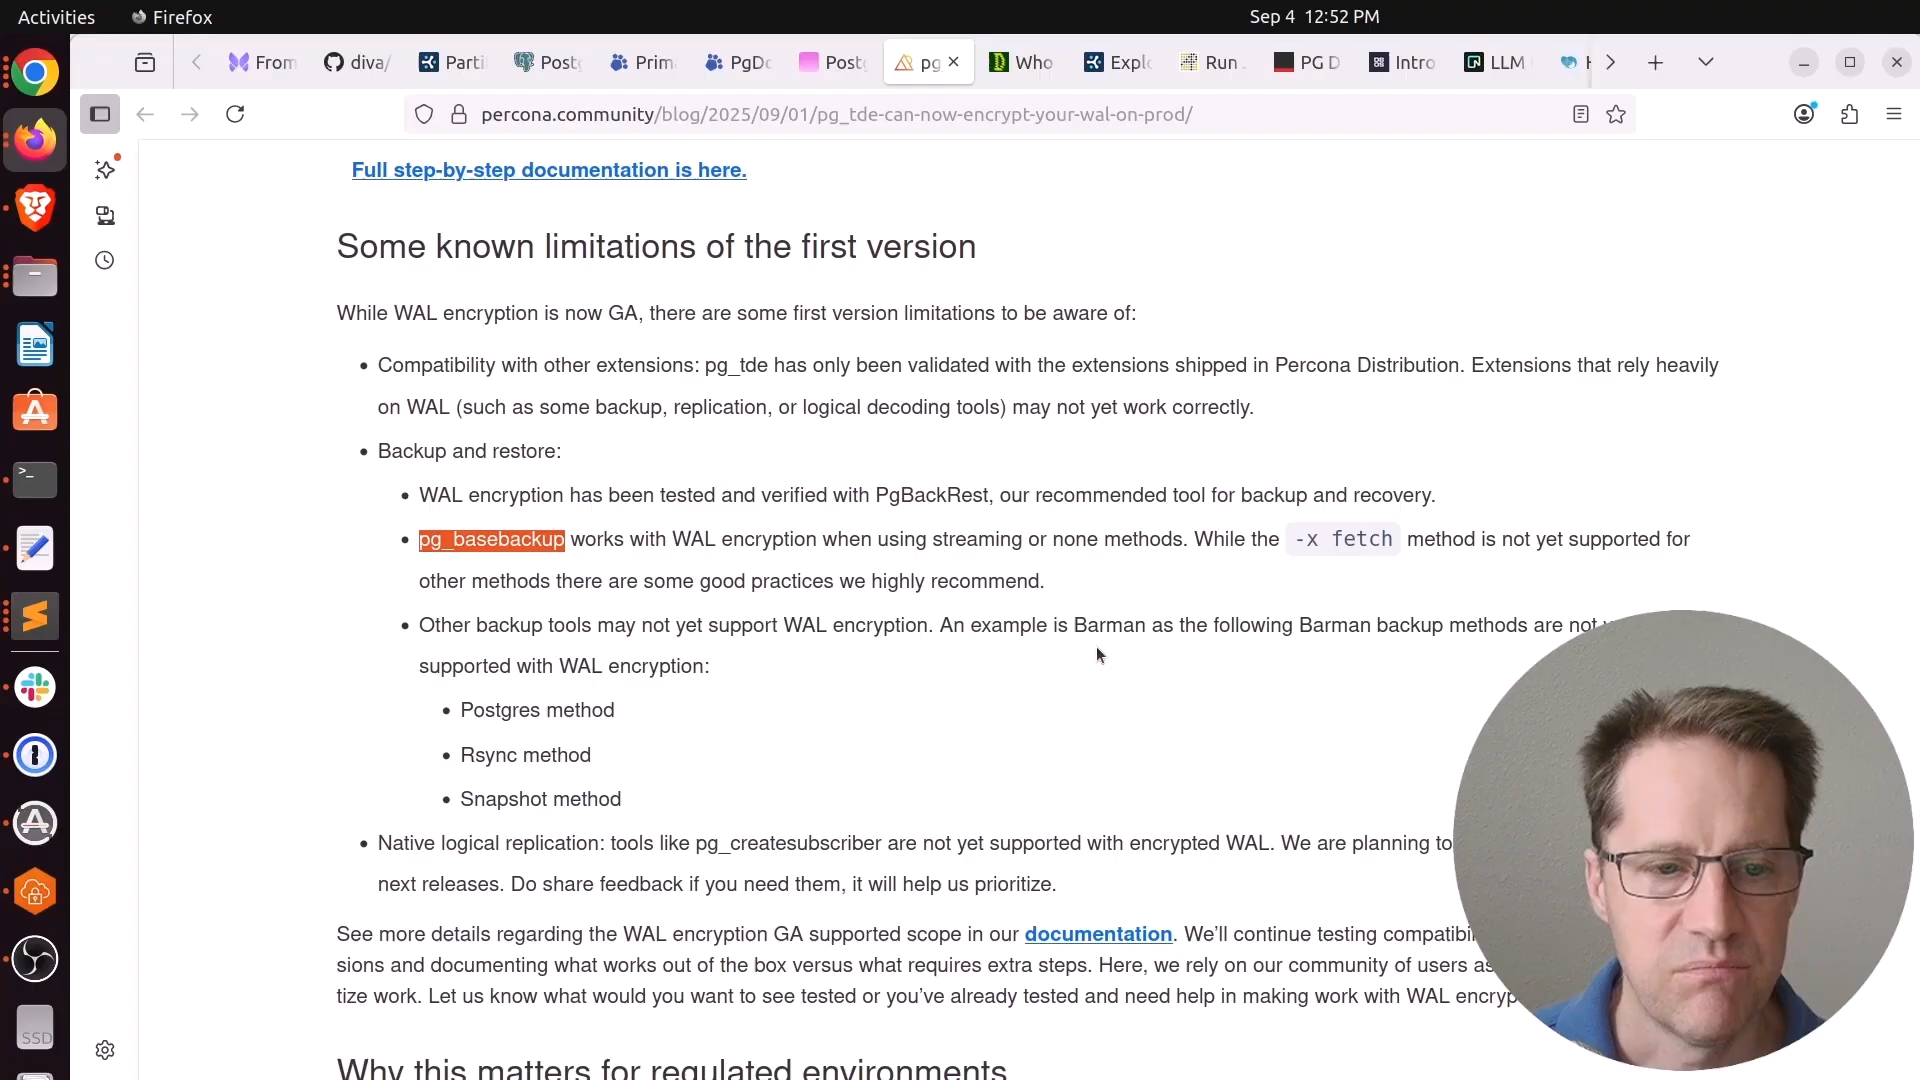 Activities
Firefox
Sep 4 12:52 PM
From
diva/
Parti
Post
Prim
PgDc
Post
pg
Who
Explo
Run
PG D
Intro
LLM
percona.community/blog/2025/09/01/pg_tde-can-now-encrypt-your-wal-on-prod/
Full step-by-step documentation is here.
Some known limitations of the first version
While WAL encryption is now GA, there are some first version limitations to be aware of:
• Compatibility with other extensions: pg_tde has only been validated with the extensions shipped in Percona Distribution. Extensions that rely heavily
on WAL (such as some backup, replication, or logical decoding tools) may not yet work correctly.
• Backup and restore:
• WAL encryption has been tested and verified with PgBackRest, our recommended tool for backup and recovery.
• pg_basebackup works with WAL encryption when using streaming or none methods. While the -x fetch method is not yet supported for
other methods there are some good practices we highly recommend.
• Other backup tools may not yet support WAL encryption. An example is Barman as the following Barman backup methods are not
supported with WAL encryption:
• Postgres method
• Rsync method
• Snapshot method
• Native logical replication: tools like pg_createsubscriber are not yet supported with encrypted WAL. We are planning to
next releases. Do share feedback if you need them, it will help us prioritize.
See more details regarding the WAL encryption GA supported scope in our documentation. We’ll continue testing compatibi
sions and documenting what works out of the box versus what requires extra steps. Here, we rely on our community of users as
tize work. Let us know what would you want to see tested or you’ve already tested and need help in making work with WAL encryp
Why this matters for regulated environments
SSD